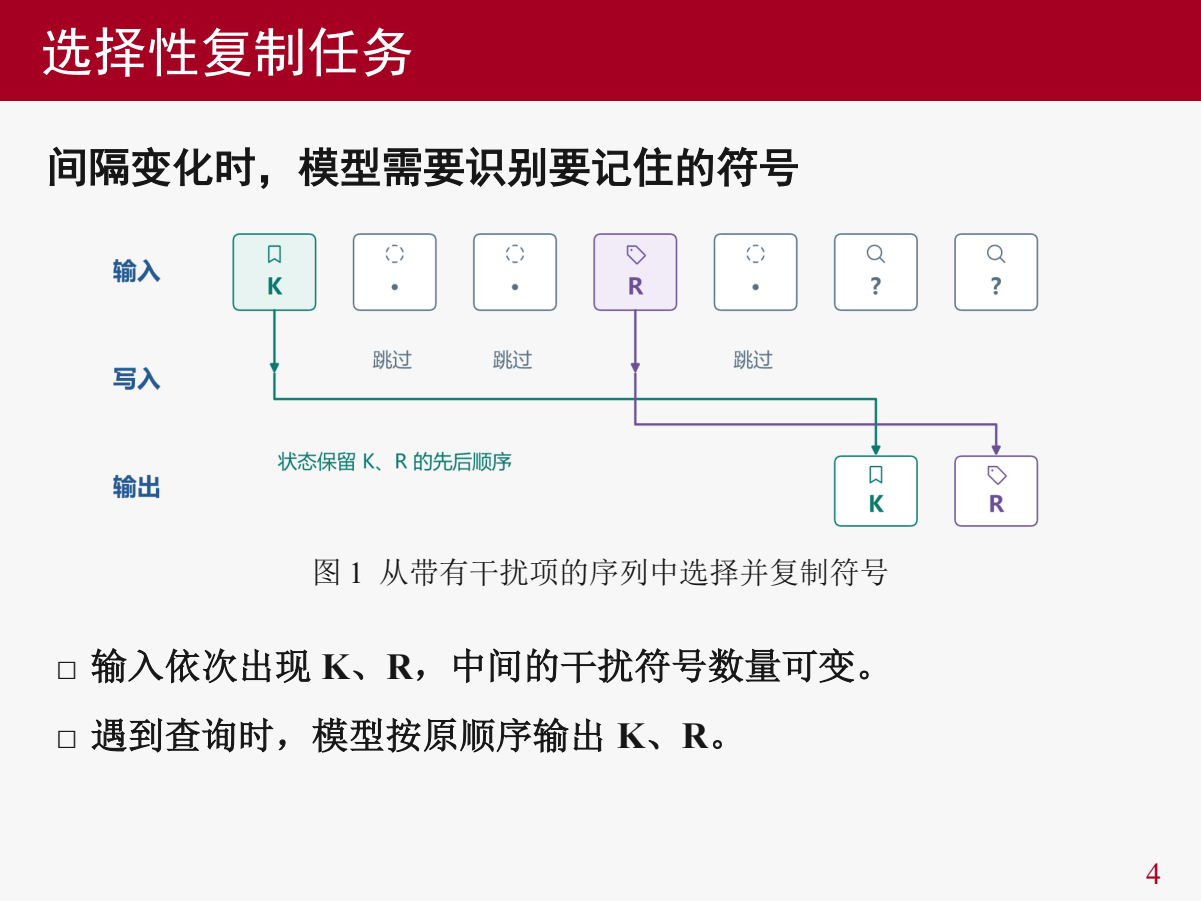 选择性复制任务
间隔变化时，模型需要识别要记住的符号
输入 K • • R • ? ?
写入 跳过 跳过 跳过
状态保留 K、R 的先后顺序
输出 K R
图 1 从带有干扰项的序列中选择并复制符号
□ 输入依次出现 K、R，中间的干扰符号数量可变。
□ 遇到查询时，模型按原顺序输出 K、R。
4